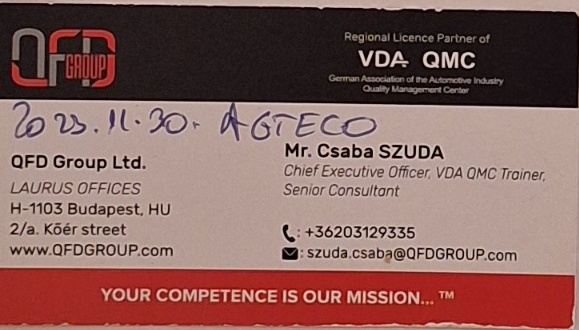 QFD GROUP
Regional Licence Partner of
VDA QMC
German Association of the Automotive Industry
Quality Management Center
2023.11.30. AGTECO
QFD Group Ltd.
LAURUS OFFICES
H-1103 Budapest, HU
2/a. Kőér street
www.QFDGROUP.com
Mr. Csaba SZUDA
Chief Executive Officer, VDA QMC Trainer,
Senior Consultant
: +36203129335
: szuda.csaba@QFDGROUP.com
YOUR COMPETENCE IS OUR MISSION... ™